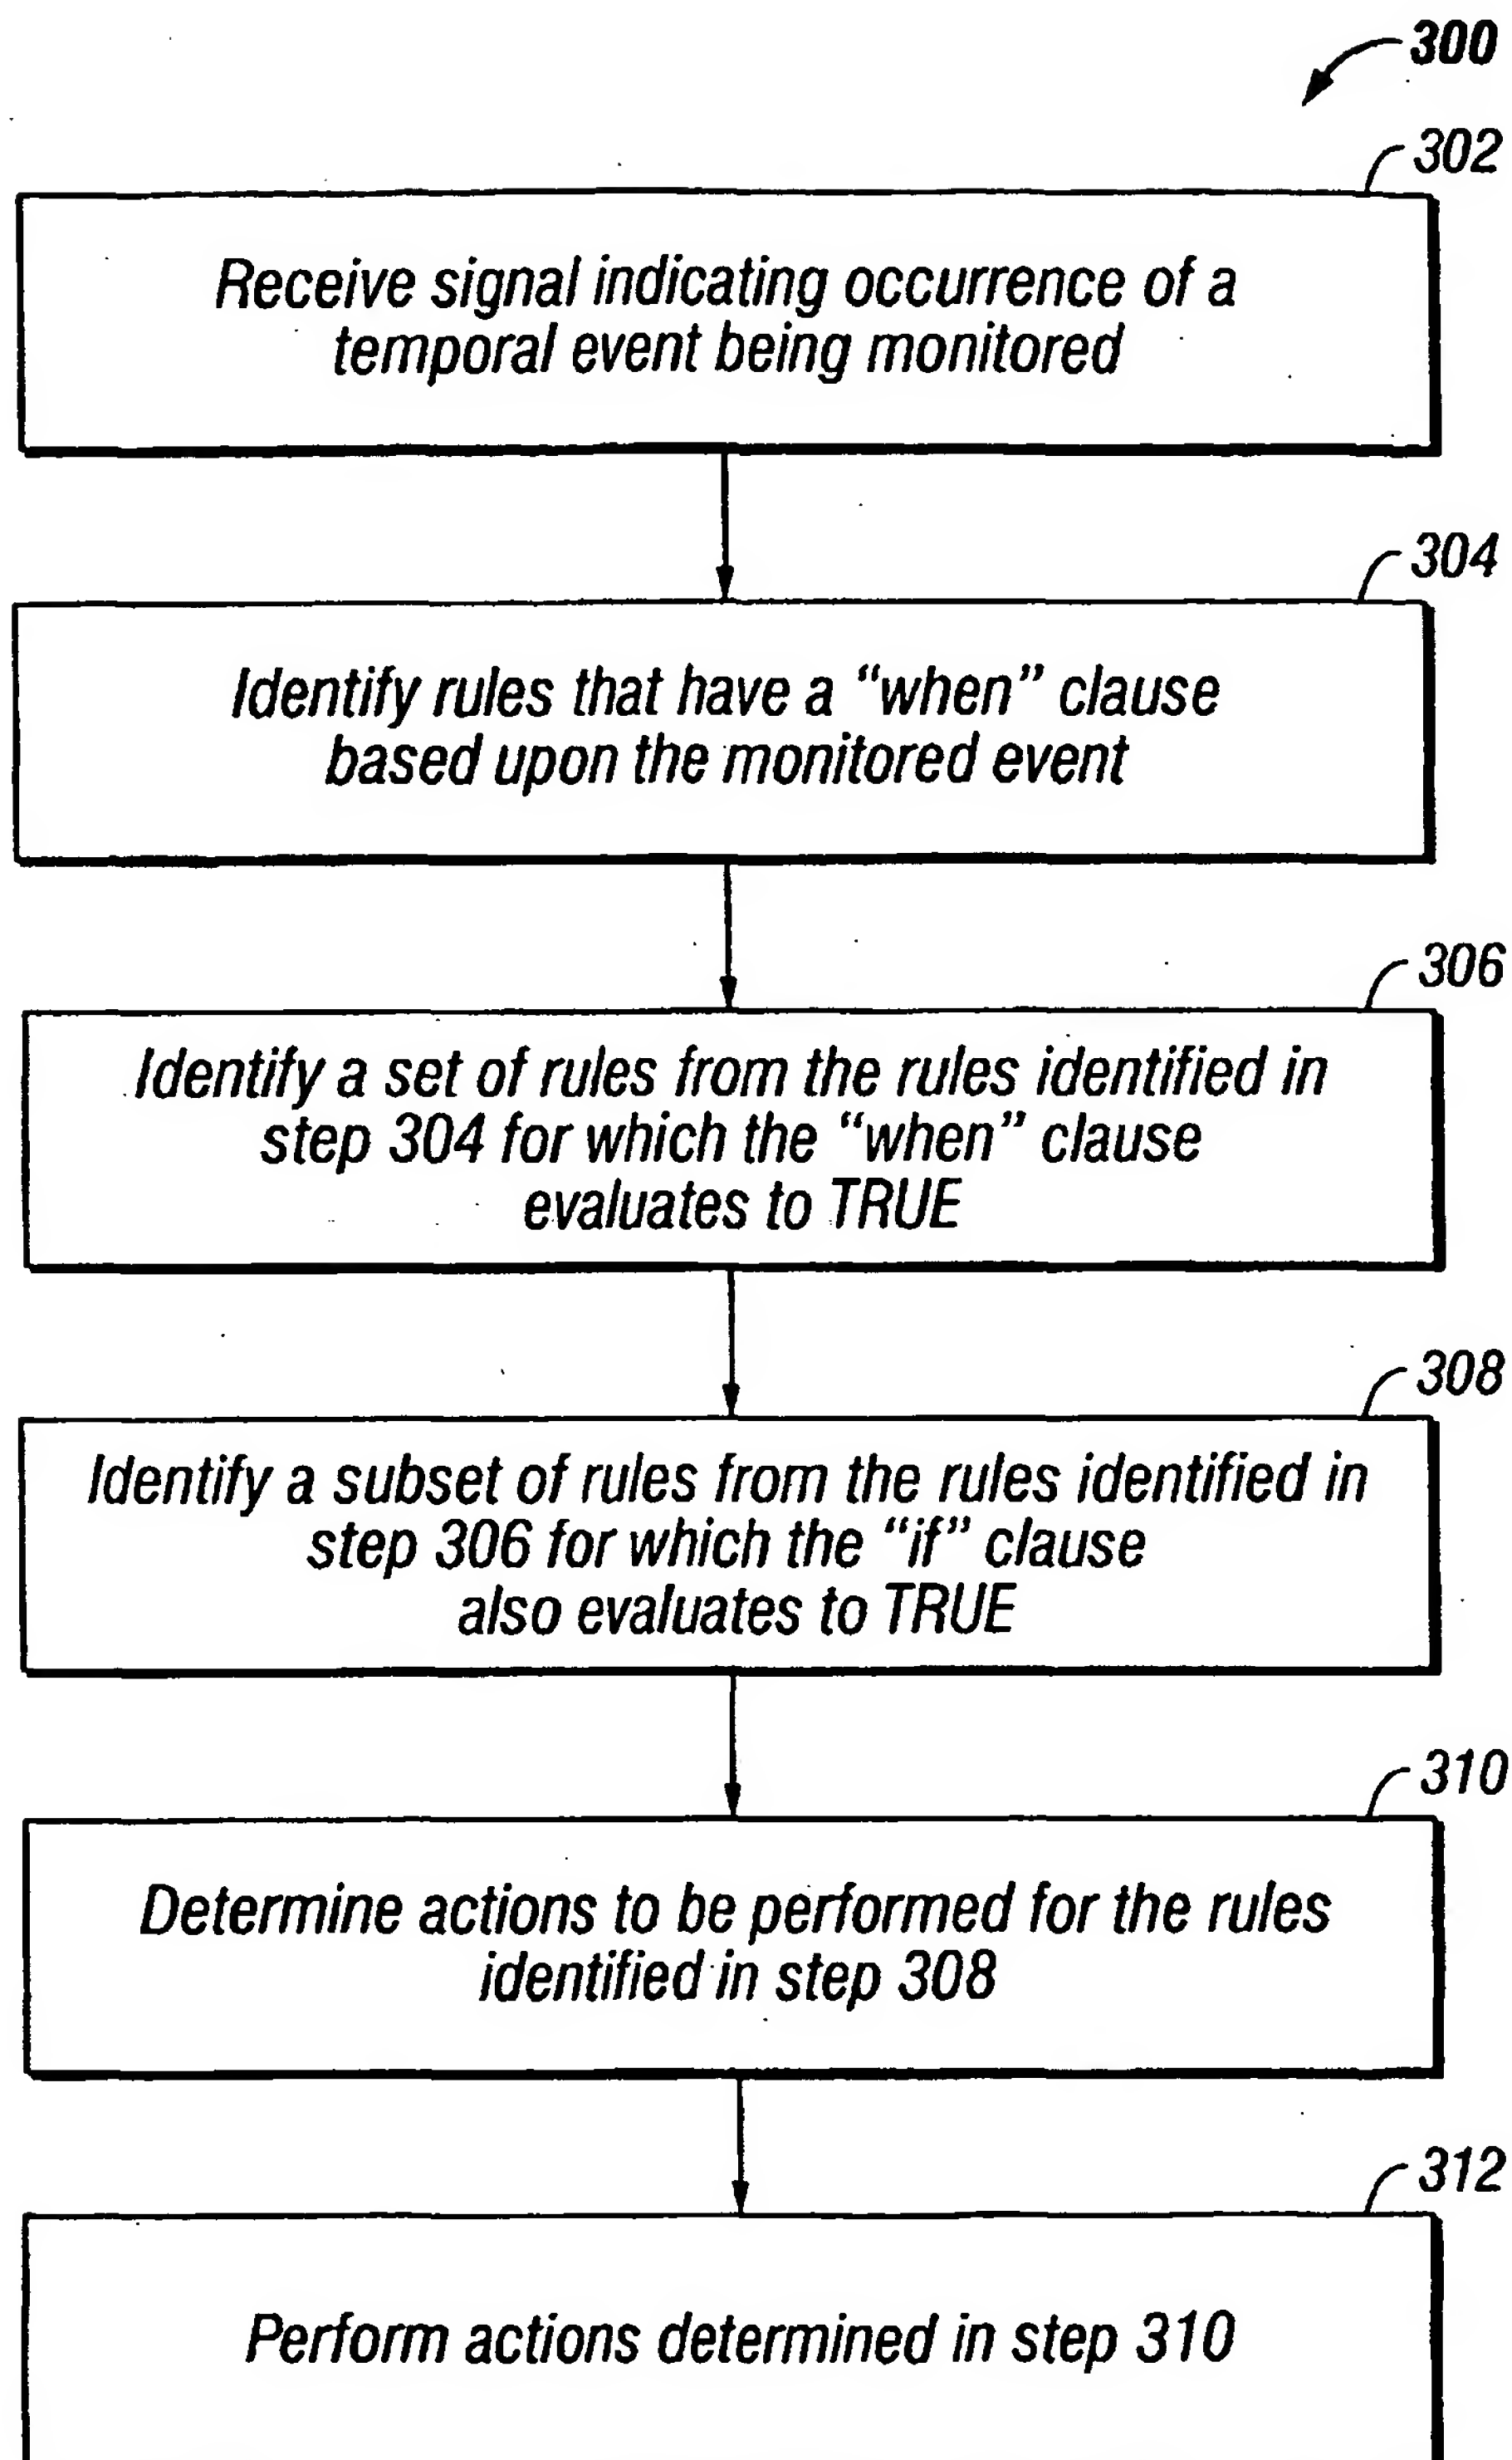 300
302
Receive signal indicating occurrence of a
temporal event being monitored
304
Identify rules that have a “when” clause
based upon the monitored event
306
Identify a set of rules from the rules identified in
step 304 for which the “when” clause
evaluates to TRUE
308
Identify a subset of rules from the rules identified in
step 306 for which the “if” clause
also evaluates to TRUE
310
Determine actions to be performed for the rules
identified in step 308
312
Perform actions determined in step 310